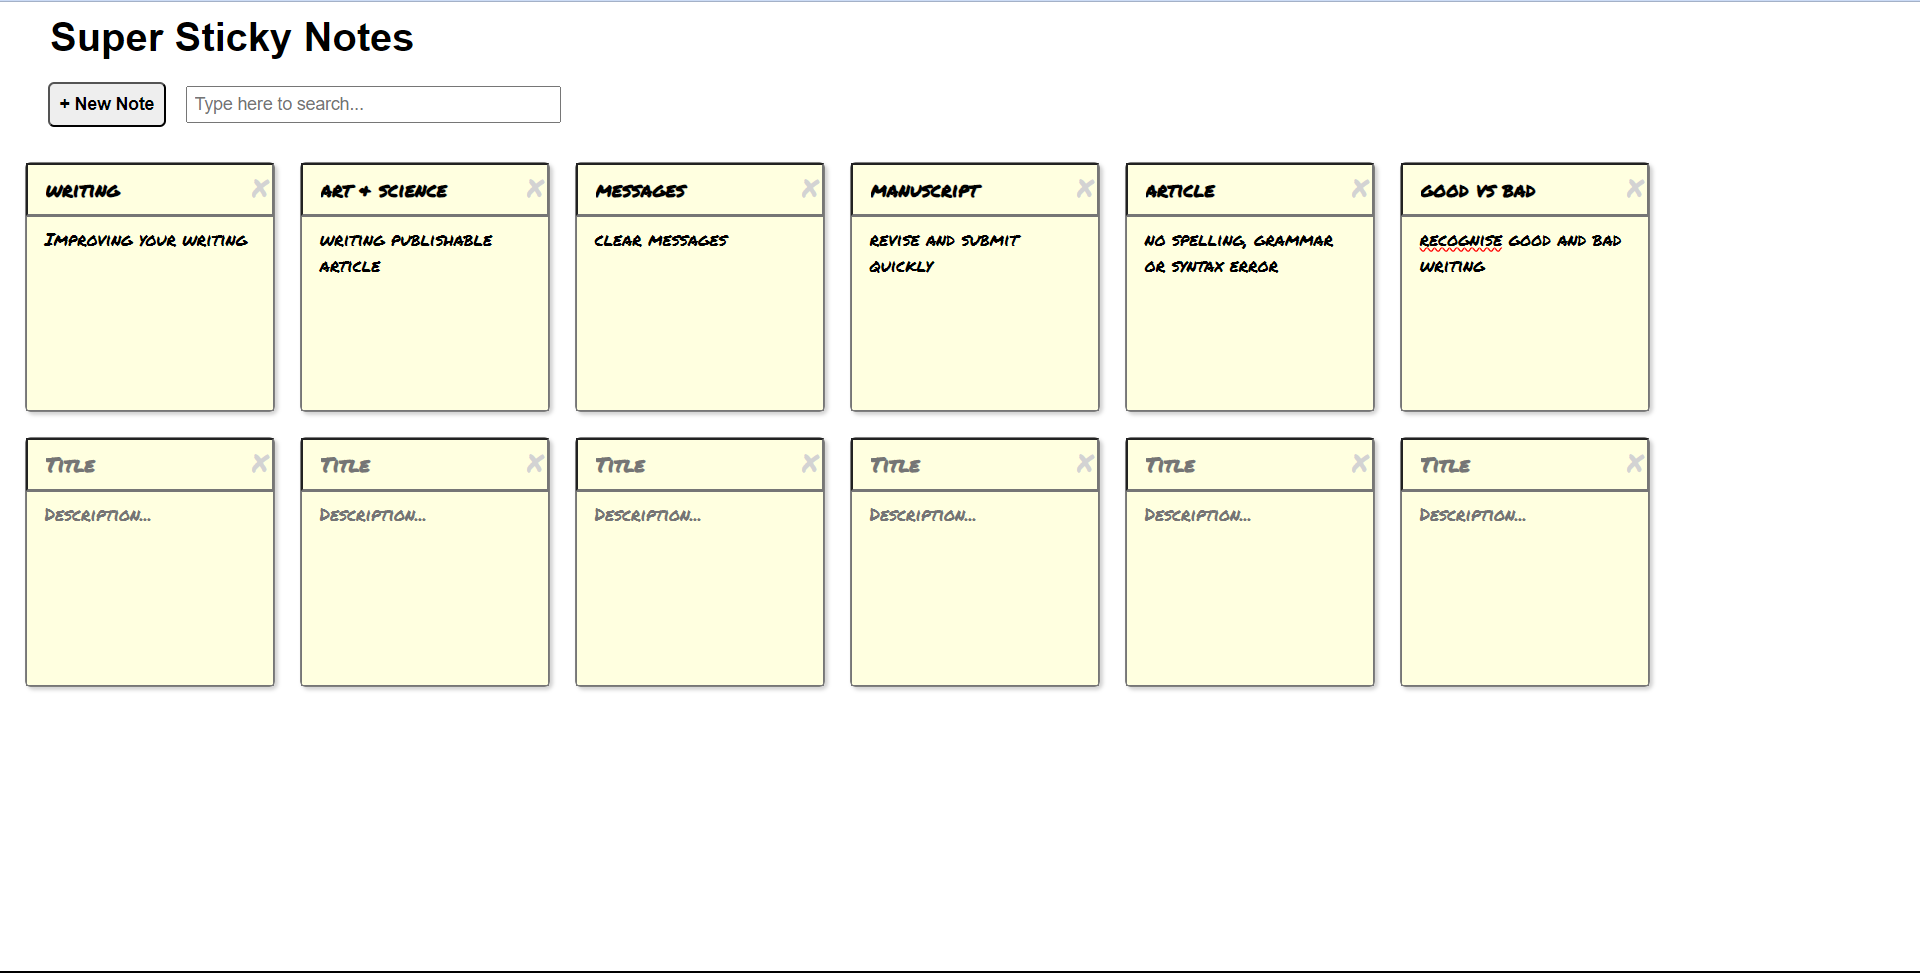 Super Sticky Notes
+ New Note
Type here to search...
WRITING
ART & SCIENCE
MESSAGES
MANUSCRIPT
ARTICLE
GOOD VS BAD
IMPROVING YOUR WRITING
WRITING PUBLISHABLE
ARTICLE
CLEAR MESSAGES
REVISE AND SUBMIT
QUICKLY
NO SPELLING, GRAMMAR
OR SYNTAX ERROR
RECOGNISE GOOD AND BAD
WRITING
TITLE
TITLE
TITLE
TITLE
TITLE
TITLE
DESCRIPTION...
DESCRIPTION...
DESCRIPTION...
DESCRIPTION...
DESCRIPTION...
DESCRIPTION...